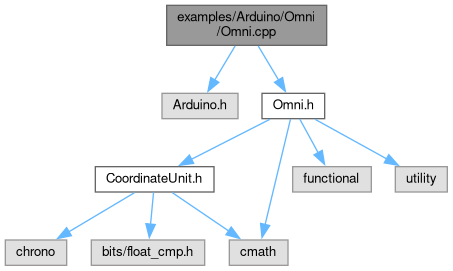 examples/Arduino/Omni
/Omni.cpp
Arduino.h
Omni.h
CoordinateUnit.h
functional
utility
chrono
bits/float_cmp.h
cmath